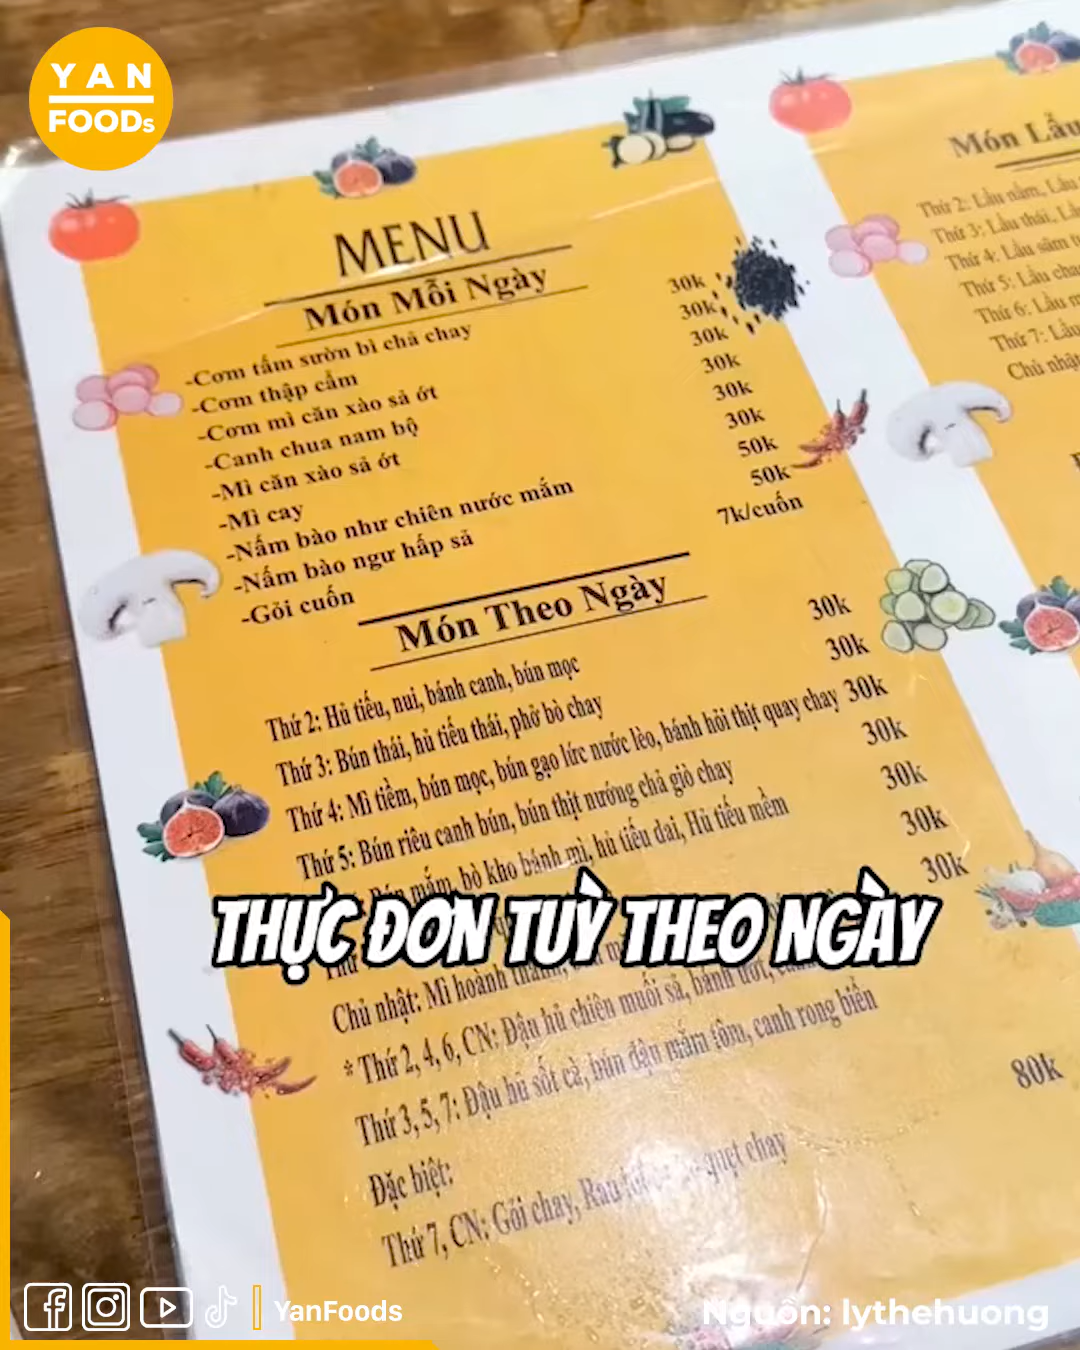 YAN
FOODs
MENU
Món Mỗi Ngày
-Cơm tấm sườn bì chả chay 30k
-Cơm thập cẩm 30k
-Cơm mì căn xào sả ớt 30k
-Canh chua nam bộ 30k
-Mì căn xào sả ớt 30k
-Mì cay 30k
-Nấm bào như chiên nước mắm 50k
-Nấm bào ngư hấp sả 50k
-Gỏi cuốn 7k/cuốn
Món Theo Ngày
Thứ 2: Hủ tiếu, nui, bánh canh, bún mọc 30k
Thứ 3: Bún thái, hủ tiếu thái, phở bò chay 30k
Thứ 4: Mì tiềm, bún mọc, bún gạo lức nước lèo, bánh hỏi thịt quay chay 30k
Thứ 5: Bún riêu canh bún, bún thịt nướng chả giò chay 30k
mắm, bò kho bánh mì, hủ tiếu dai, Hủ tiếu mềm 30k
30k
THỰC ĐƠN TUỲ THEO NGÀY
Chủ nhật: Mì hoành 30k
* Thứ 2, 4, 6, CN: Đậu hủ chiên muối sả, bánh ướt,
Thứ 3, 5, 7: Đậu hủ sốt cà, bún đậu mắm tôm, canh rong biển
Đặc biệt:
Thứ 7, CN: Gỏi chay, Rau quẹt chay 80k
Món Lẩu
Thứ 2: Lẩu nấm, Lẩu
Thứ 3: Lẩu thái,
Thứ 4: Lẩu sâm
Thứ 5: Lẩu
Thứ 6: Lẩu
Thứ 7: Lẩu
Chủ nhật
YanFoods
Nguồn: lythehuong